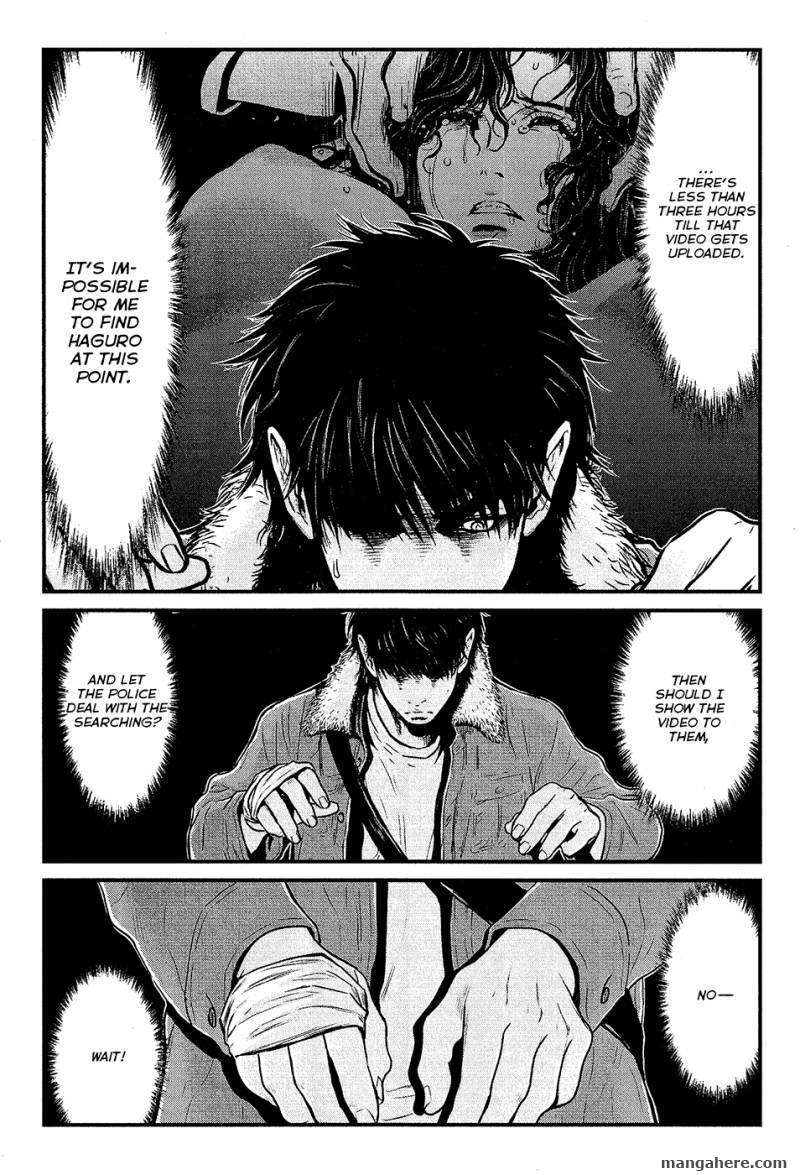 ...
THERE'S
LESS THAN
THREE HOURS
TILL THAT
VIDEO GETS
UPLOADED.
IT'S IM-
POSSIBLE
FOR ME
TO FIND
HAGURO
AT THIS
POINT.
THEN
SHOULD I
SHOW THE
VIDEO TO
THEM,
AND LET
THE POLICE
DEAL WITH THE
SEARCHING?
NO—
WAIT!
mangahere.com